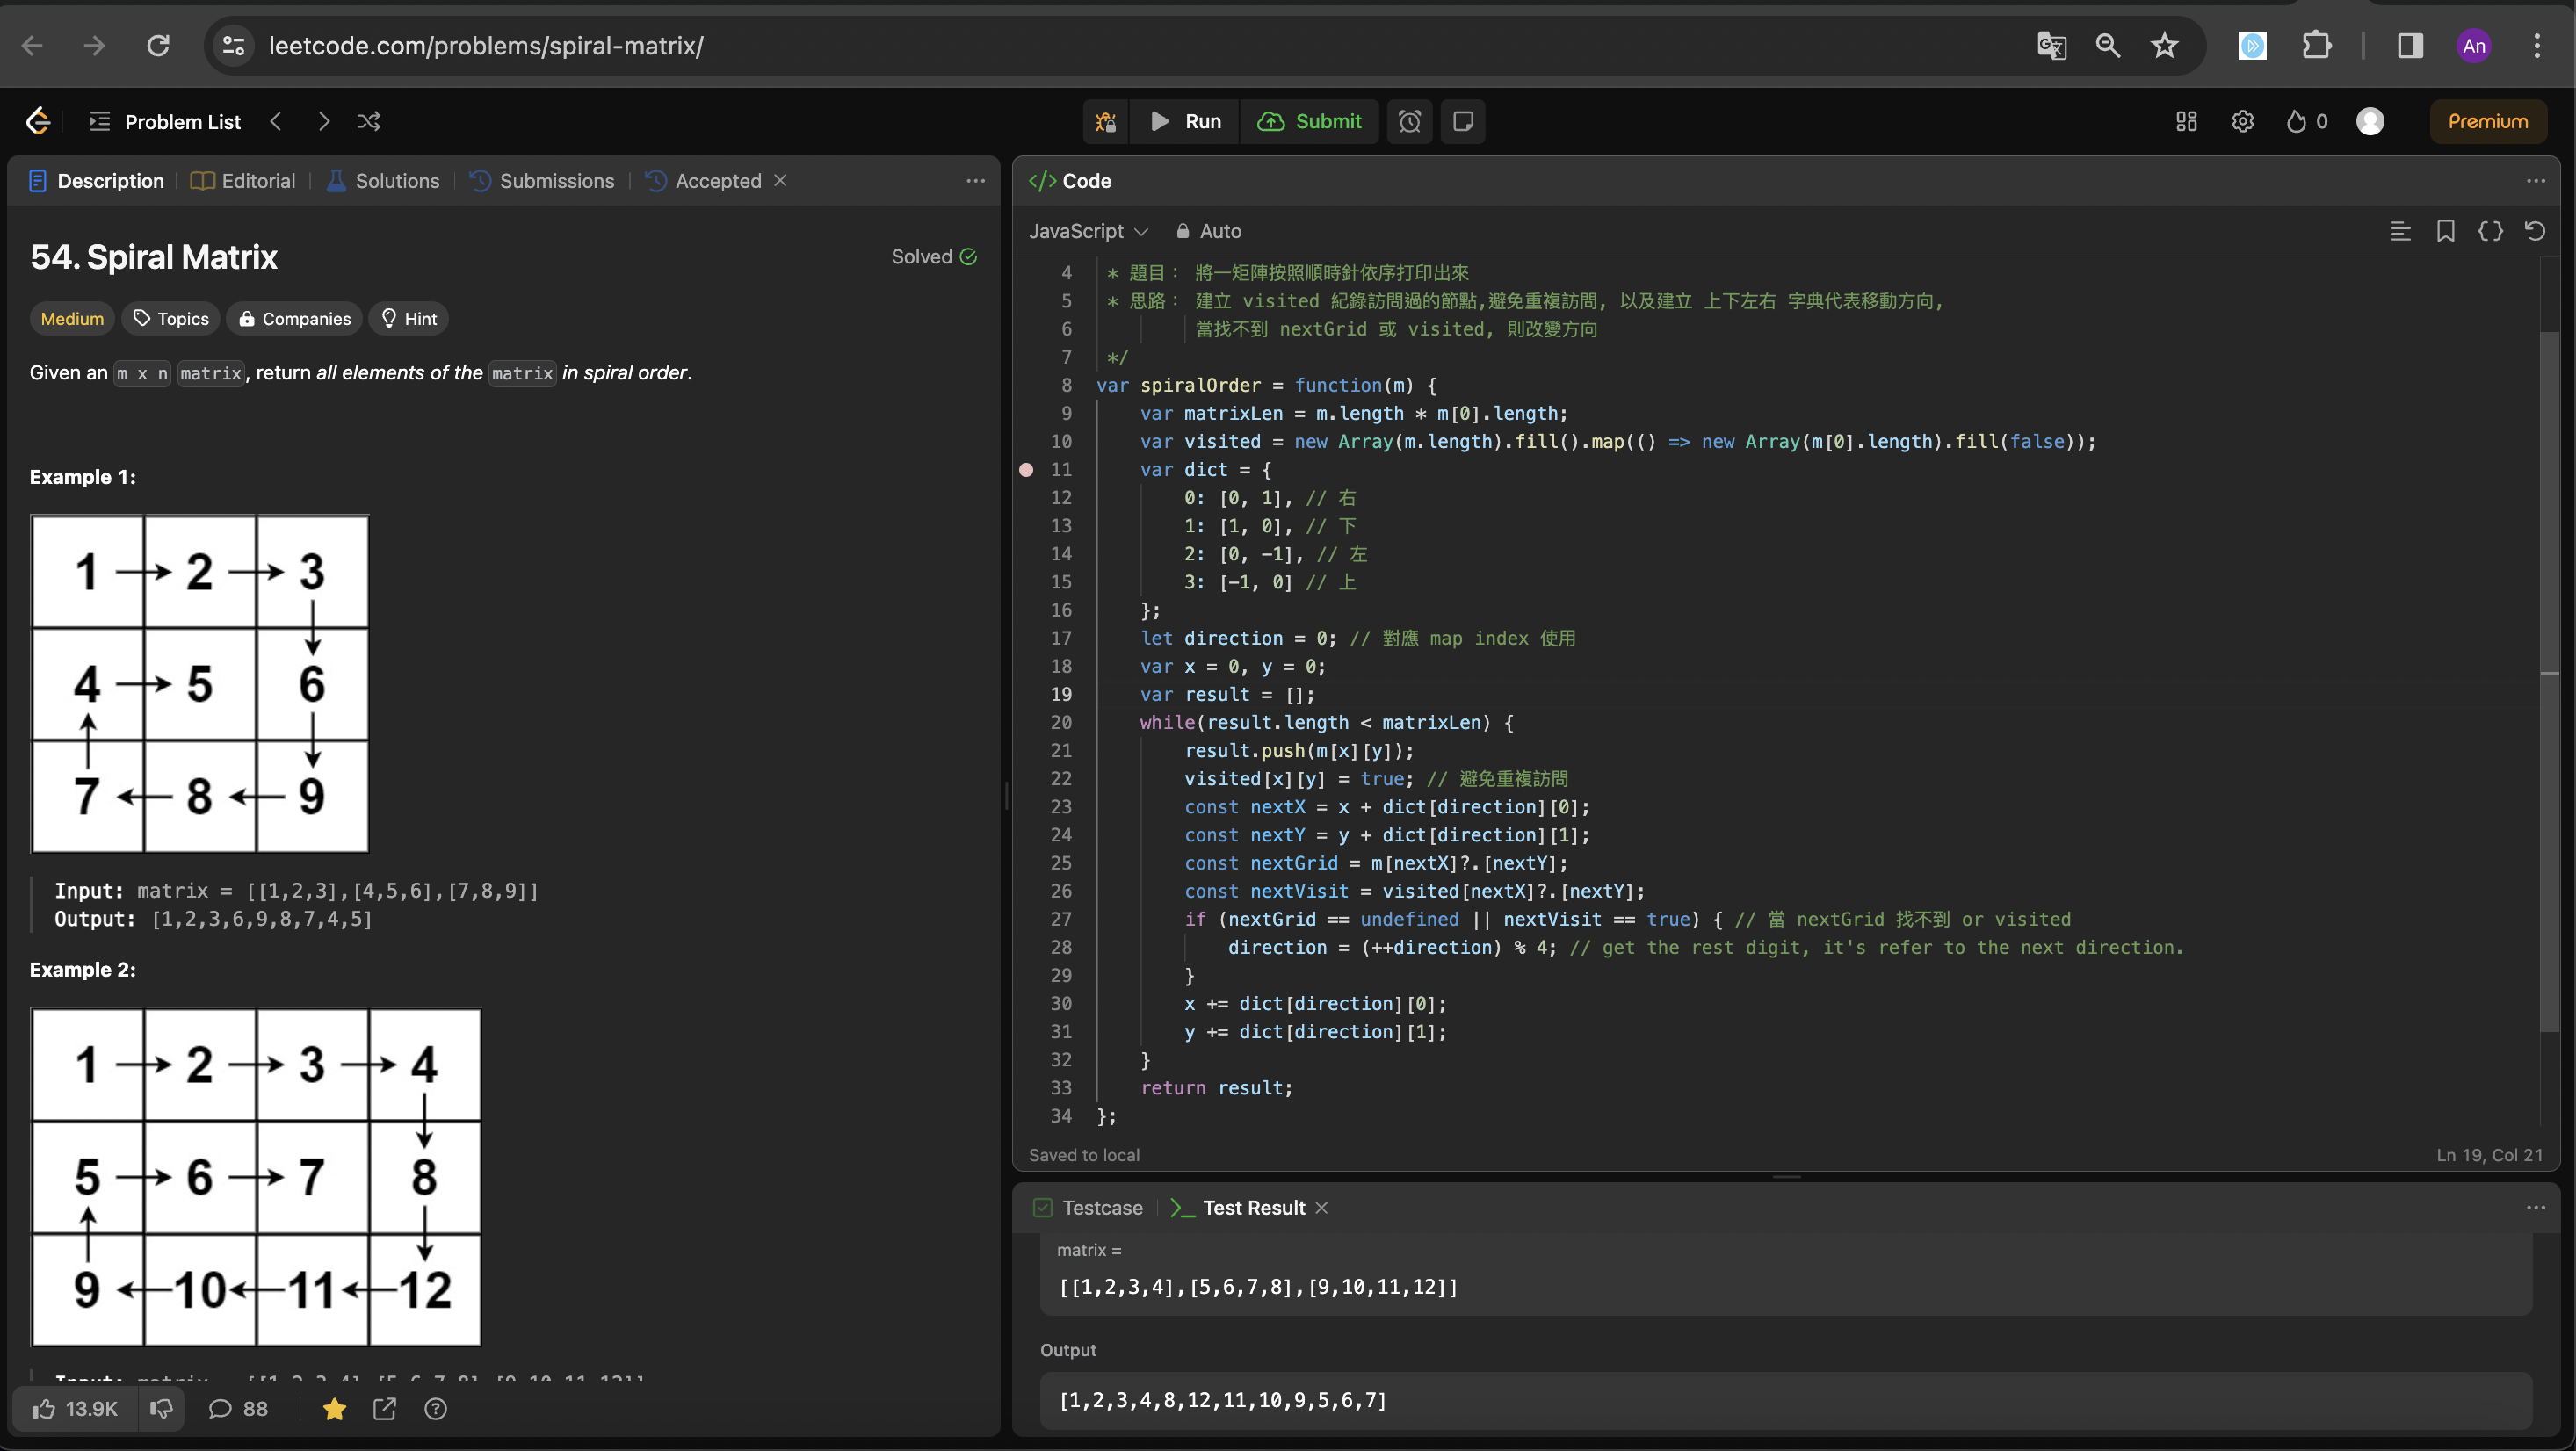 leetcode.com/problems/spiral-matrix/
An
Problem List
Run
Submit
0
Premium
Description
Editorial
Solutions
Submissions
Accepted
54. Spiral Matrix
Solved
Medium
Topics
Companies
Hint
Given an m x n matrix, return all elements of the matrix in spiral order.
Example 1:
1 2 3
4 5 6
7 8 9
Input: matrix = [[1,2,3],[4,5,6],[7,8,9]]
Output: [1,2,3,6,9,8,7,4,5]
Example 2:
1 2 3 4
5 6 7 8
9 10 11 12
Input: matrix = [[1,2,3,4],[5,6,7,8],[9,10,11,12]]
13.9K
88
Code
JavaScript
Auto
4 * 題目： 將一矩陣按照順時針依序打印出來
5 * 思路： 建立 visited 紀錄訪問過的節點,避免重複訪問, 以及建立 上下左右 字典代表移動方向,
6 當找不到 nextGrid 或 visited, 則改變方向
7 */
8 var spiralOrder = function(m) {
9 var matrixLen = m.length * m[0].length;
10 var visited = new Array(m.length).fill().map(() => new Array(m[0].length).fill(false));
11 var dict = {
12 0: [0, 1], // 右
13 1: [1, 0], // 下
14 2: [0, -1], // 左
15 3: [-1, 0] // 上
16 };
17 let direction = 0; // 對應 map index 使用
18 var x = 0, y = 0;
19 var result = [];
20 while(result.length < matrixLen) {
21 result.push(m[x][y]);
22 visited[x][y] = true; // 避免重複訪問
23 const nextX = x + dict[direction][0];
24 const nextY = y + dict[direction][1];
25 const nextGrid = m[nextX]?.[nextY];
26 const nextVisit = visited[nextX]?.[nextY];
27 if (nextGrid == undefined || nextVisit == true) { // 當 nextGrid 找不到 or visited
28 direction = (++direction) % 4; // get the rest digit, it's refer to the next direction.
29 }
30 x += dict[direction][0];
31 y += dict[direction][1];
32 }
33 return result;
34 };
Saved to local
Ln 19, Col 21
Testcase
Test Result
matrix =
[[1,2,3,4],[5,6,7,8],[9,10,11,12]]
Output
[1,2,3,4,8,12,11,10,9,5,6,7]